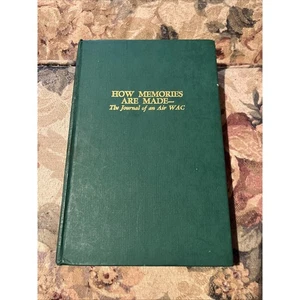 HOW MEMORIES
ARE MADE—
The Journal of an Air WAC